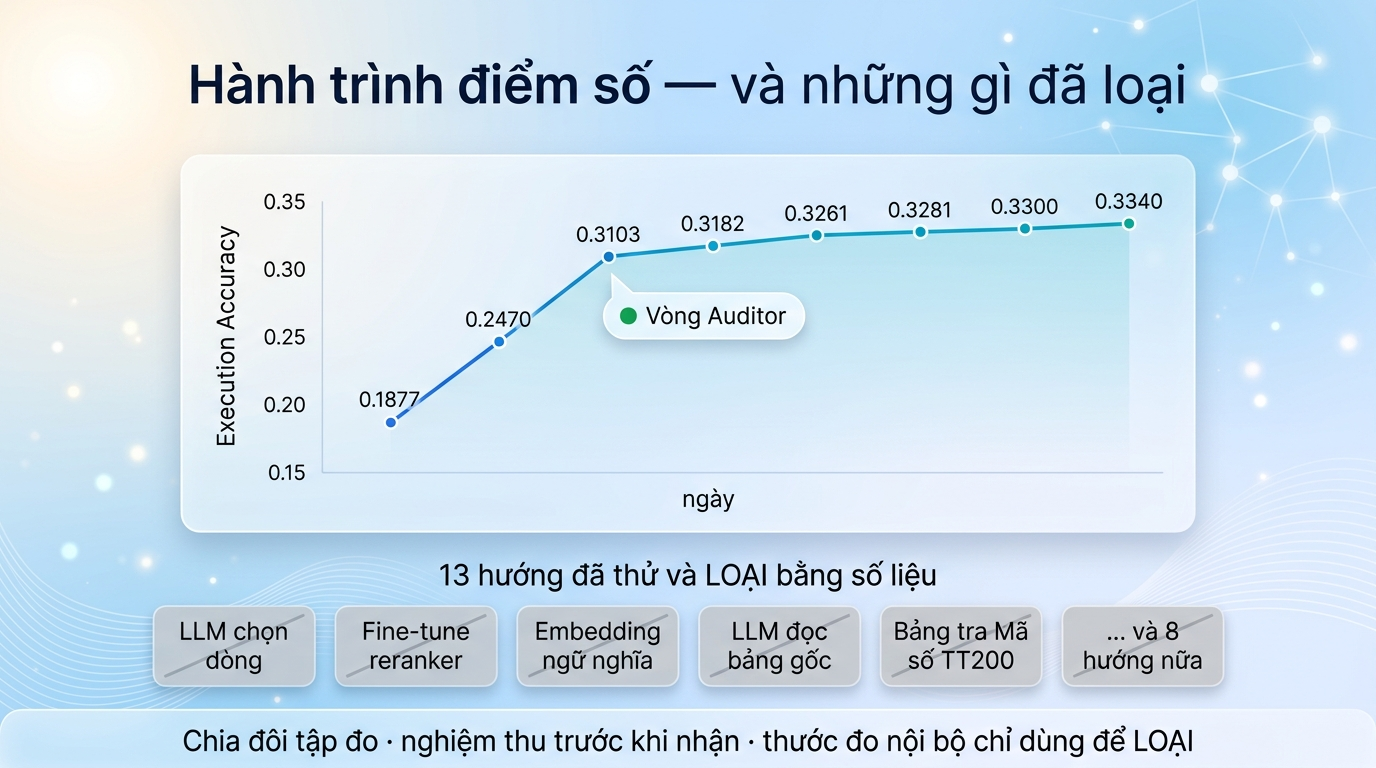 Hành trình điểm số — và những gì đã loại
Execution Accuracy
0.35
0.30
0.25
0.20
0.15
0.1877
0.2470
0.3103
0.3182
0.3261
0.3281
0.3300
0.3340
Vòng Auditor
ngày
13 hướng đã thử và LOẠI bằng số liệu
LLM chọn
dòng
Fine-tune
reranker
Embedding
ngữ nghĩa
LLM đọc
bảng gốc
Bảng tra Mã
số TT200
... và 8
hướng nữa
Chia đôi tập đo · nghiệm thu trước khi nhận · thước đo nội bộ chỉ dùng để LOẠI